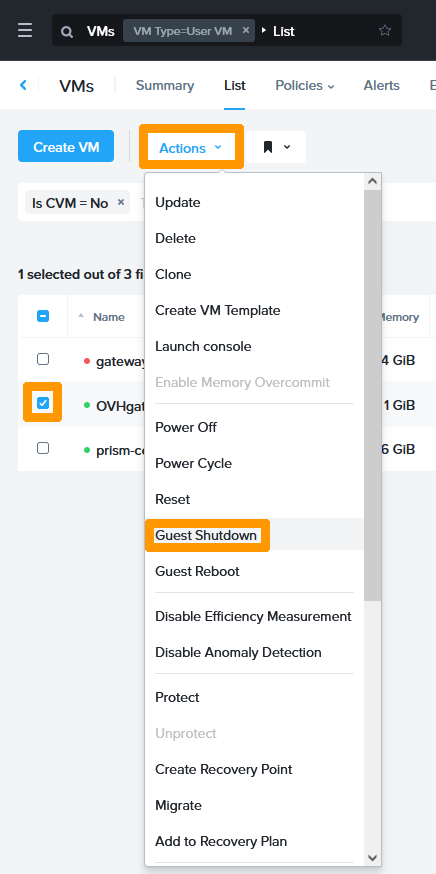 VMs VM Type=User VM × List
VMs Summary List Policies Alerts
Create VM Actions
Is CVM = No ×
1 selected out of 3
Name Memory
gateway 4 GiB
1 GiB
6 GiB
Update
Delete
Clone
Create VM Template
Launch console
Enable Memory Overcommit
Power Off
Power Cycle
Reset
Guest Shutdown
Guest Reboot
Disable Efficiency Measurement
Disable Anomaly Detection
Protect
Unprotect
Create Recovery Point
Migrate
Add to Recovery Plan